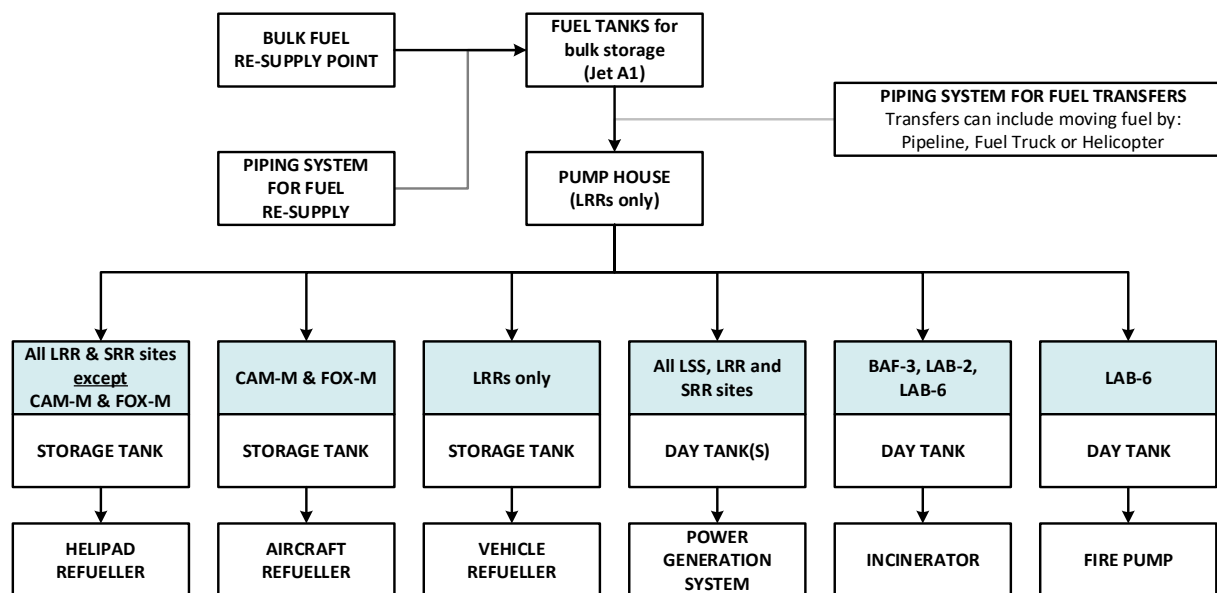 BULK FUEL
RE-SUPPLY POINT
FUEL TANKS for
bulk storage
(Jet A1)
PIPING SYSTEM FOR FUEL TRANSFERS
Transfers can include moving fuel by:
Pipeline, Fuel Truck or Helicopter
PIPING SYSTEM
FOR FUEL
RE-SUPPLY
PUMP HOUSE
(LRRs only)
All LRR & SRR sites
except
CAM-M & FOX-M
STORAGE TANK
HELIPAD
REFUELLER
CAM-M & FOX-M
STORAGE TANK
AIRCRAFT
REFUELLER
LRRs only
STORAGE TANK
VEHICLE
REFUELLER
All LSS, LRR and
SRR sites
DAY TANK(S)
POWER
GENERATION
SYSTEM
BAF-3, LAB-2,
LAB-6
DAY TANK
INCINERATOR
LAB-6
DAY TANK
FIRE PUMP